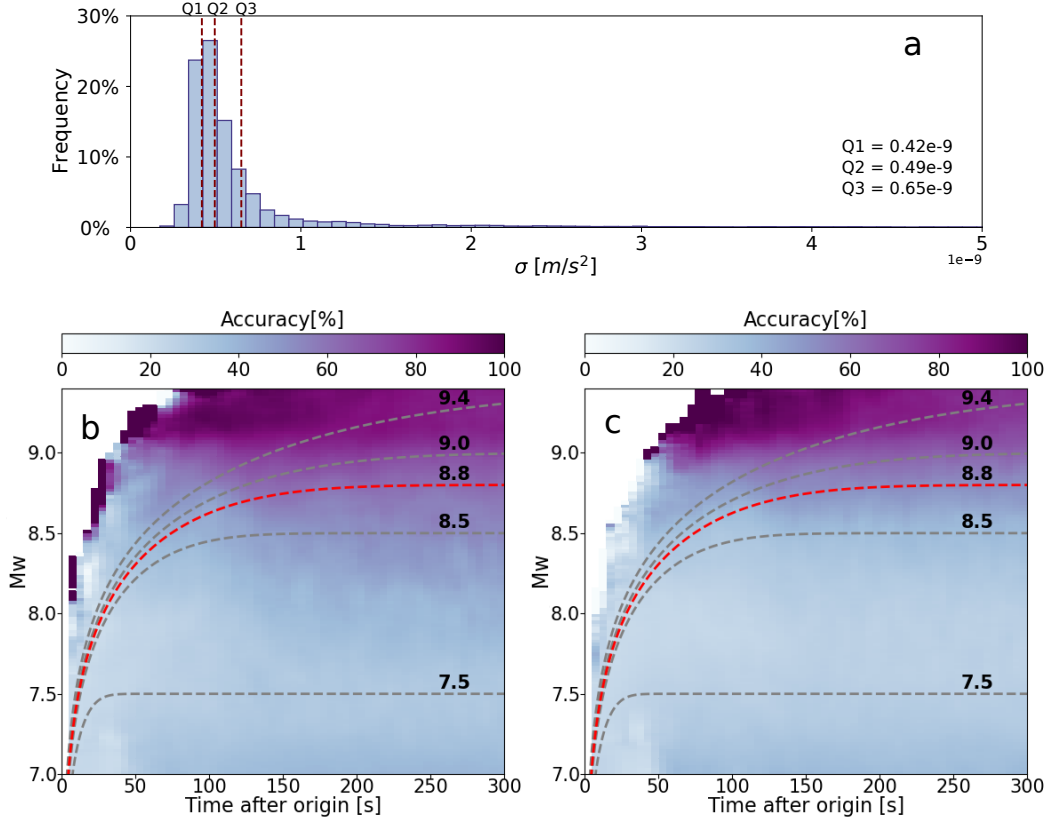 Q1 Q2 Q3
30%
a
20%
Frequency
10%
Q1 = 0.42e-9
Q2 = 0.49e-9
Q3 = 0.65e-9
0%
0 1 2 3 4 5
1e-9
σ [m/s²]
Accuracy[%]
0 20 40 60 80 100
b
9.4
9.0
8.8
8.5
7.5
9.0
8.5
8.0
7.5
7.0
Mw
0 50 100 150 200 250 300
Time after origin [s]
Accuracy[%]
0 20 40 60 80 100
c
9.4
9.0
8.8
8.5
7.5
9.0
8.5
8.0
7.5
7.0
Mw
0 50 100 150 200 250 300
Time after origin [s]